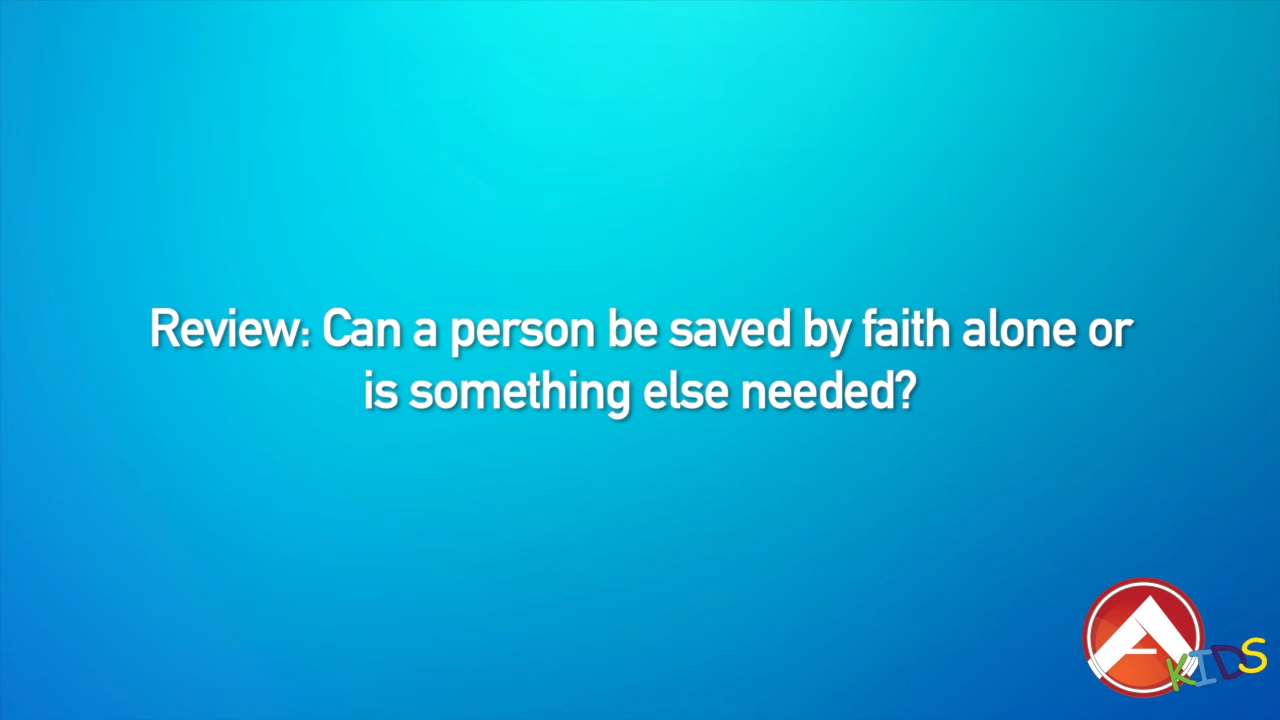 Review: Can a person be saved by faith alone or
is something else needed?
A KIDS